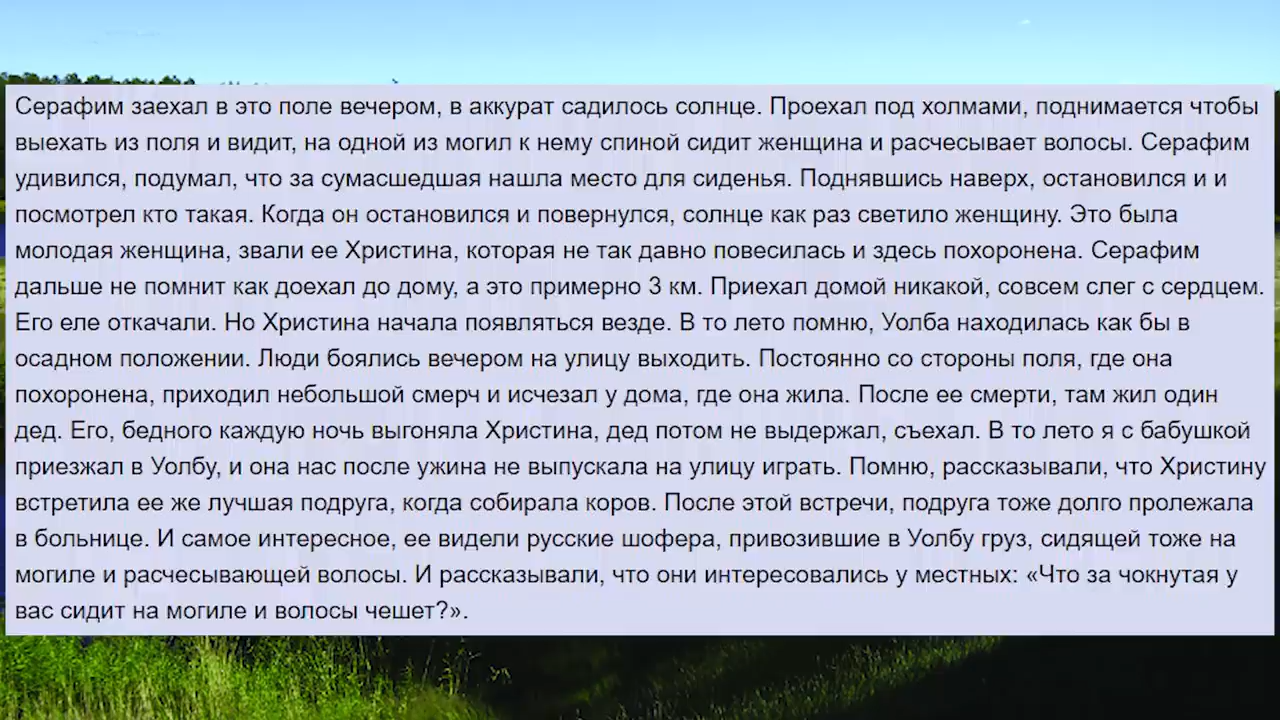 Серафим заехал в это поле вечером, в аккурат садилось солнце. Проехал под холмами, поднимается чтобы
выехать из поля и видит, на одной из могил к нему спиной сидит женщина и расчесывает волосы. Серафим
удивился, подумал, что за сумасшедшая нашла место для сиденья. Поднявшись наверх, остановился и и
посмотрел кто такая. Когда он остановился и повернулся, солнце как раз светило женщину. Это была
молодая женщина, звали ее Христина, которая не так давно повесилась и здесь похоронена. Серафим
дальше не помнит как доехал до дому, а это примерно 3 км. Приехал домой никакой, совсем слег с сердцем.
Его еле откачали. Но Христина начала появляться везде. В то лето помню, Уолба находилась как бы в
осадном положении. Люди боялись вечером на улицу выходить. Постоянно со стороны поля, где она
похоронена, приходил небольшой смерч и исчезал у дома, где она жила. После ее смерти, там жил один
дед. Его, бедного каждую ночь выгоняла Христина, дед потом не выдержал, съехал. В то лето я с бабушкой
приезжал в Уолбу, и она нас после ужина не выпускала на улицу играть. Помню, рассказывали, что Христину
встретила ее же лучшая подруга, когда собирала коров. После этой встречи, подруга тоже долго пролежала
в больнице. И самое интересное, ее видели русские шофера, привозившие в Уолбу груз, сидящей тоже на
могиле и расчесывающей волосы. И рассказывали, что они интересовались у местных: «Что за чокнутая у
вас сидит на могиле и волосы чешет?».